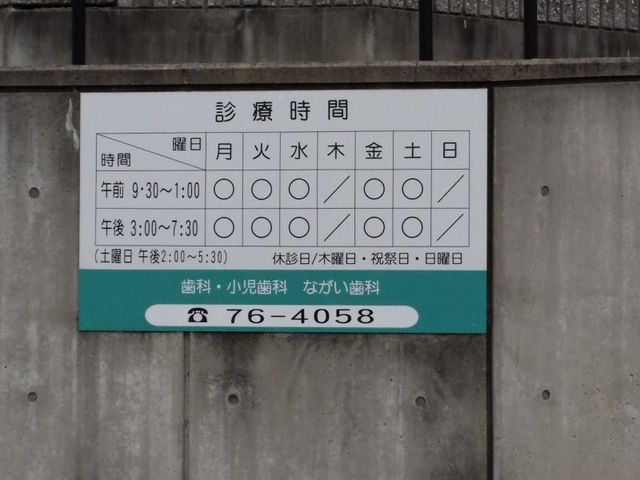 診療時間
曜日 時間 月 火 水 木 金 土 日
午前 9・30～1:00 ○ ○ ○ ／ ○ ○ ／
午後 3:00～7:30 ○ ○ ○ ／ ○ ○ ／
(土曜日 午後2:00～5:30) 休診日/木曜日・祝祭日・日曜日
歯科・小児歯科 ながい歯科
☎ 76-4058